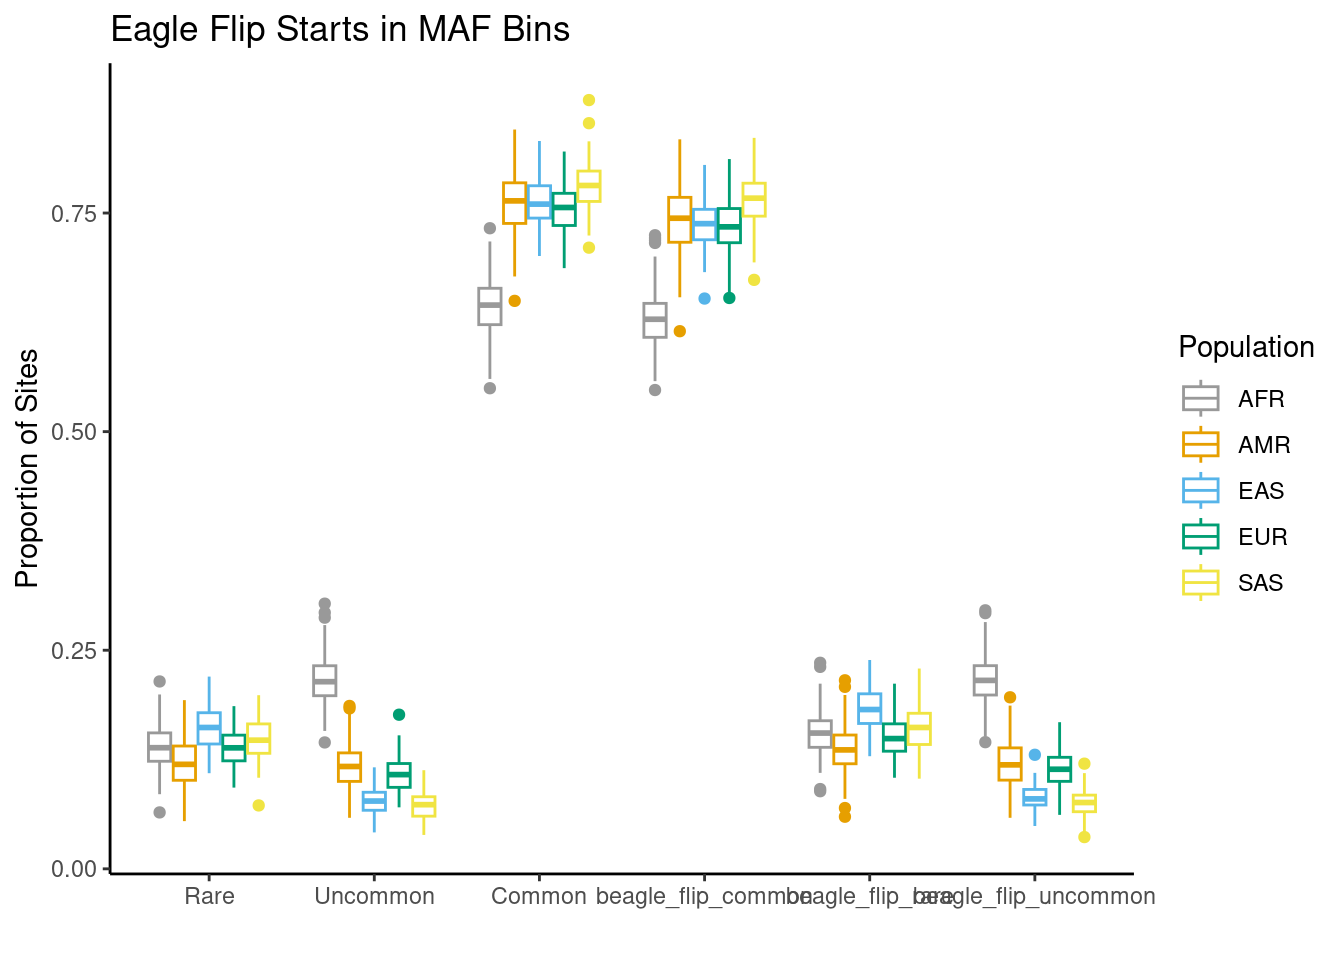 Eagle Flip Starts in MAF Bins
Proportion of Sites
0.75
0.50
0.25
0.00
Rare
Uncommon
Common
beagle_flip_common
beagle_flip_rare
beagle_flip_uncommon
Population
AFR
AMR
EAS
EUR
SAS